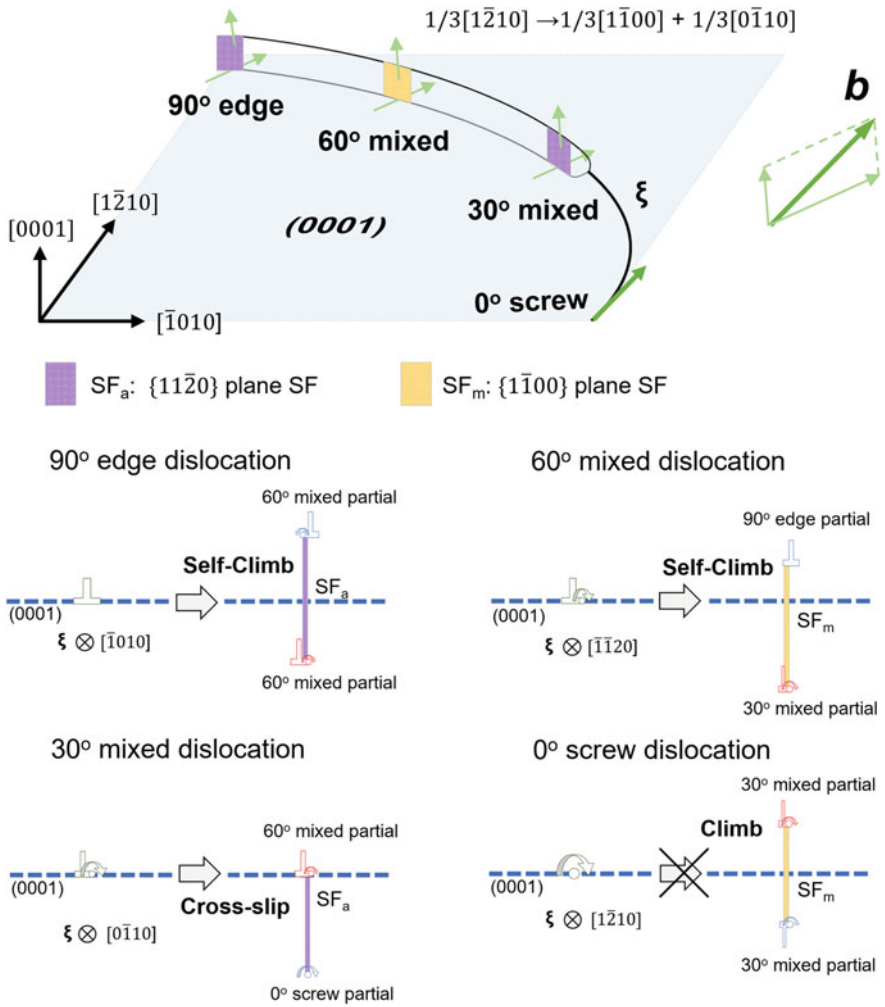 1/3[12̅10] →1/3[11̅00] + 1/3[01̅10]
b
90° edge
60° mixed
30° mixed
ξ
[12̅10]
[0001]
(0001)
[1̅010]
0° screw
SFa: {112̅0} plane SF
SFm: {11̅00} plane SF
90° edge dislocation
60° mixed partial
Self-Climb
SFa
(0001)
ξ ⊗ [1̅010]
60° mixed partial
60° mixed dislocation
90° edge partial
Self-Climb
(0001)
SFm
ξ ⊗ [1̅1̅20]
30° mixed partial
30° mixed dislocation
60° mixed partial
(0001)
SFa
Cross-slip
ξ ⊗ [01̅10]
0° screw partial
0° screw dislocation
30° mixed partial
Climb
(0001)
SFm
ξ ⊗ [12̅10]
30° mixed partial